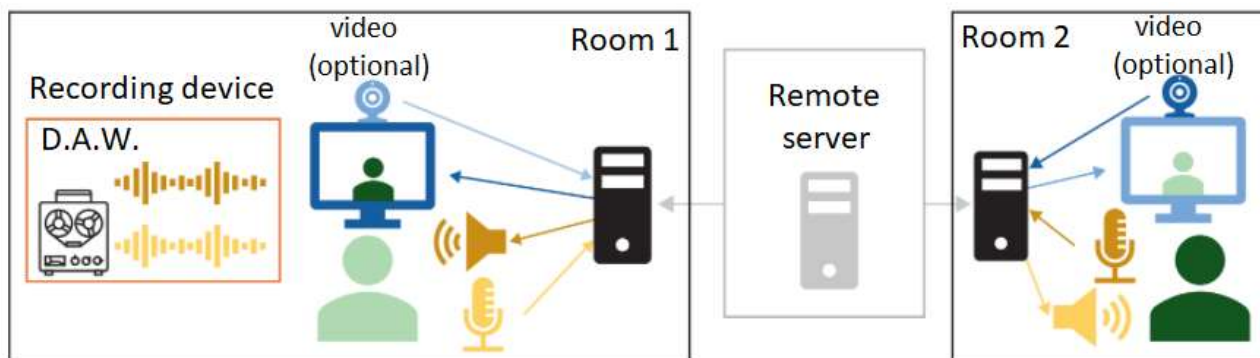 video
(optional)
Room 1
Recording device
D.A.W.
Remote
server
Room 2
video
(optional)